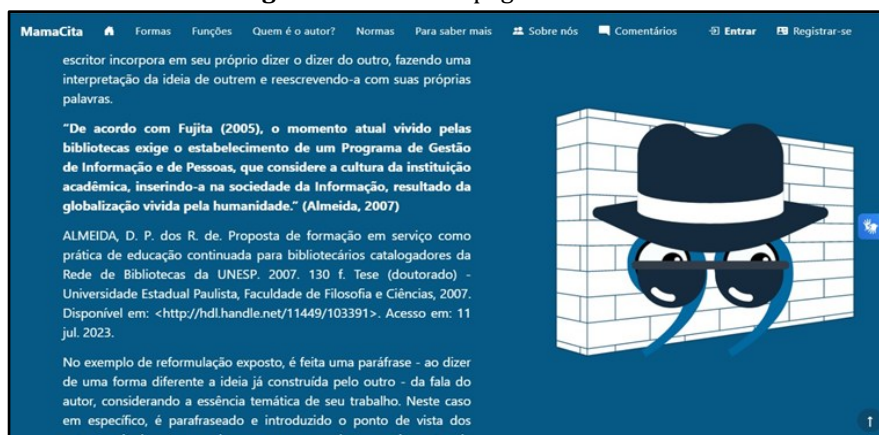 MamaCita Formas Funções Quem é o autor? Normas Para saber mais Sobre nós Comentários Entrar Registrar-se
escritor incorpora em seu próprio dizer o dizer do outro, fazendo uma
interpretação da ideia de outrem e reescrevendo-a com suas próprias
palavras.
"De acordo com Fujita (2005), o momento atual vivido pelas
bibliotecas exige o estabelecimento de um Programa de Gestão
de Informação e de Pessoas, que considere a cultura da instituição
acadêmica, inserindo-a na sociedade da Informação, resultado da
globalização vivida pela humanidade." (Almeida, 2007)
ALMEIDA, D. P. dos R. de. Proposta de formação em serviço como
prática de educação continuada para bibliotecários catalogadores da
Rede de Bibliotecas da UNESP. 2007. 130 f. Tese (doutorado) -
Universidade Estadual Paulista, Faculdade de Filosofia e Ciências, 2007.
Disponível em: <http://hdl.handle.net/11449/103391>. Acesso em: 11
jul. 2023.
No exemplo de reformulação exposto, é feita uma paráfrase - ao dizer
de uma forma diferente a ideia já construída pelo outro - da fala do
autor, considerando a essência temática de seu trabalho. Neste caso
em específico, é parafraseado e introduzido o ponto de vista dos